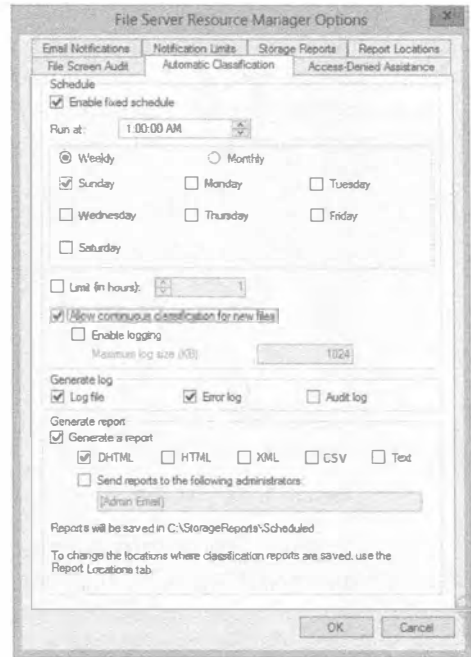 File Server Resource Manager Options
x
Email Notifications Notification Limits Storage Reports Report Locations
File Screen Audit Automatic Classification Access-Denied Assistance
Schedule
Enable fixed schedule
Run at: 1:00:00 AM
Weekly Monthly
Sunday Monday Tuesday
Wednesday Thursday Friday
Saturday
Limit (in hours): 1
Allow continuous classification for new files
Enable logging
Maximum log size (KB): 1024
Generate log
Log file Error log Audit log
Generate report
Generate a report
DHTML HTML XML CSV Text
Send reports to the following administrators:
[Admin Email]
Reports will be saved in C:\StorageReports\Scheduled
To change the locations where classification reports are saved, use the
Report Locations tab.
OK Cancel